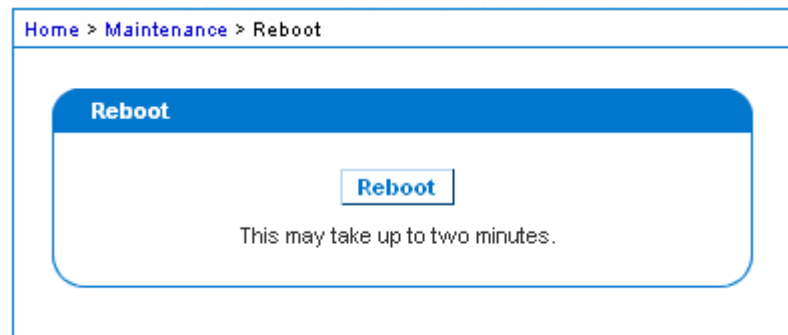 Home > Maintenance > Reboot
Reboot
Reboot
This may take up to two minutes.